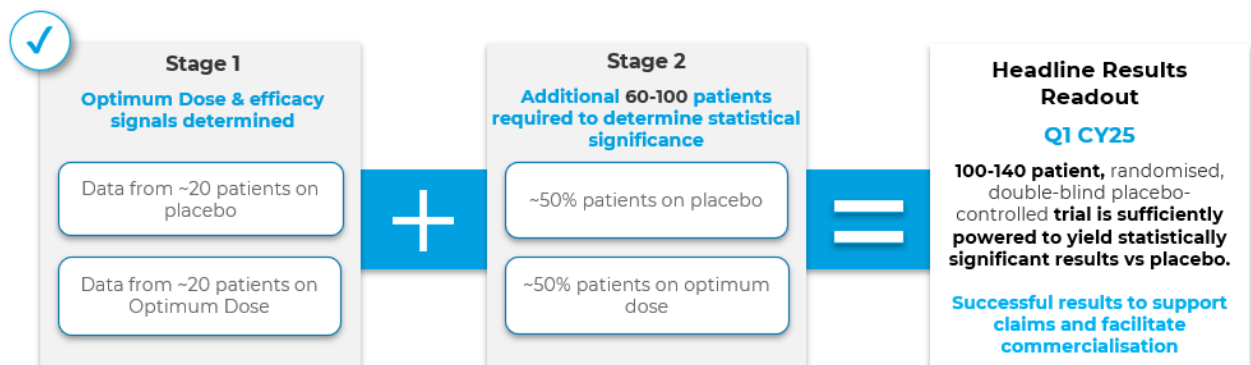 Stage 1
Optimum Dose & efficacy
signals determined
Data from ~20 patients on
placebo
Data from ~20 patients on
Optimum Dose
+
Stage 2
Additional 60-100 patients
required to determine statistical
significance
~50% patients on placebo
~50% patients on optimum
dose
=
Headline Results
Readout
Q1 CY25
100-140 patient, randomised,
double-blind placebo-
controlled trial is sufficiently
powered to yield statistically
significant results vs placebo.
Successful results to support
claims and facilitate
commercialisation